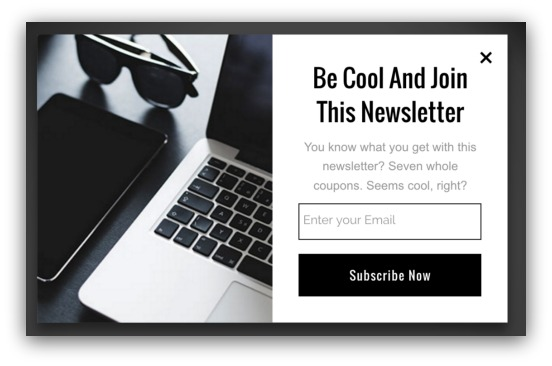 Be Cool And Join
This Newsletter
You know what you get with this
newsletter? Seven whole
coupons. Seems cool, right?
Enter your Email
Subscribe Now